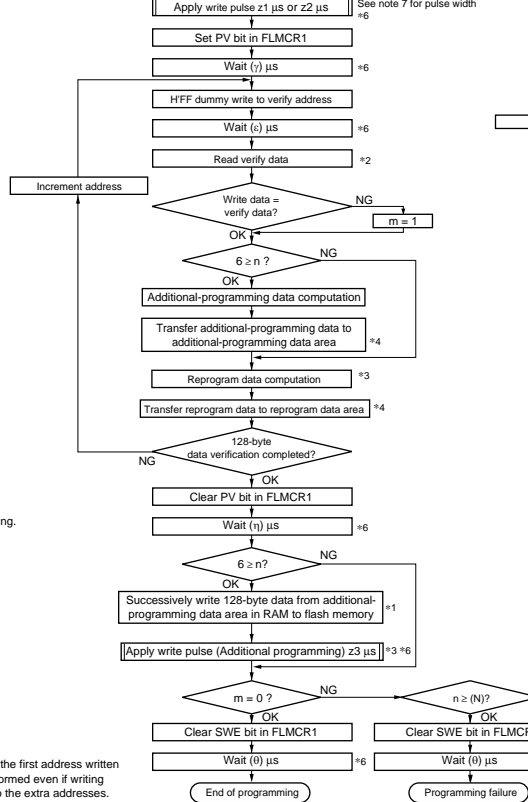 Apply write pulse z1 μs or z2 μs
See note 7 for pulse width
*6
Set PV bit in FLMCR1
Wait (γ) μs
*6
H'FF dummy write to verify address
Wait (ε) μs
*6
Read verify data
*2
Increment address
Write data =
verify data?
NG
m = 1
OK
6 ≥ n ?
NG
OK
Additional-programming data computation
Transfer additional-programming data to
additional-programming data area
*4
Reprogram data computation
*3
Transfer reprogram data to reprogram data area
*4
128-byte
data verification completed?
NG
OK
Clear PV bit in FLMCR1
ng.
Wait (η) μs
*6
6 ≥ n?
NG
OK
Successively write 128-byte data from additional-
programming data area in RAM to flash memory
*1
Apply write pulse (Additional programming) z3 μs
*3 *6
m = 0 ?
NG
n ≥ (N)?
OK
OK
Clear SWE bit in FLMCR1
Clear SWE bit in FLMCR
the first address written
Wait (θ) μs
*6
Wait (θ) μs
ormed even if writing
o the extra addresses.
End of programming
Programming failure